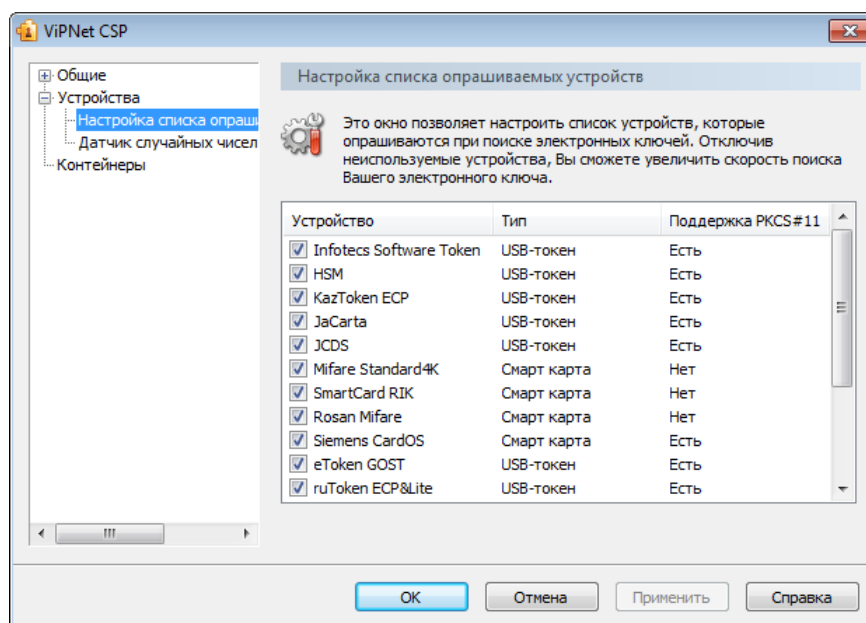 ViPNet CSP
Общие
Устройства
Настройка списка опраши
Датчик случайных чисел
Контейнеры
Настройка списка опрашиваемых устройств
Это окно позволяет настроить список устройств, которые
опрашиваются при поиске электронных ключей. Отключив
неиспользуемые устройства, Вы сможете увеличить скорость поиска
Вашего электронного ключа.
Устройство Тип Поддержка PKCS#11
Infotecs Software Token USB-токен Есть
HSM USB-токен Есть
KazToken ECP USB-токен Есть
JaCarta USB-токен Есть
JCDS USB-токен Есть
Mifare Standard4K Смарт карта Нет
SmartCard RIK Смарт карта Нет
Rosan Mifare Смарт карта Нет
Siemens CardOS Смарт карта Есть
eToken GOST USB-токен Есть
ruToken ECP&Lite USB-токен Есть
OK Отмена Применить Справка